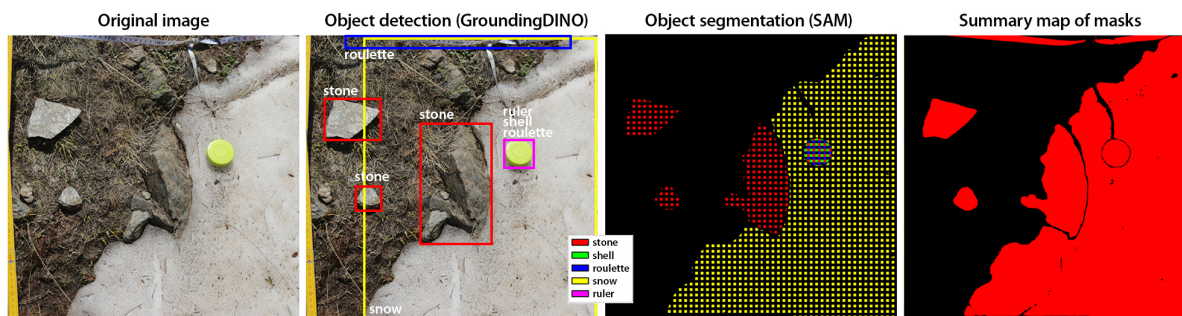 Original image
Object detection (GroundingDINO)
Object segmentation (SAM)
Summary map of masks
roulette
stone
stone
ruler
shell
roulette
stone
snow
stone
shell
roulette
snow
ruler